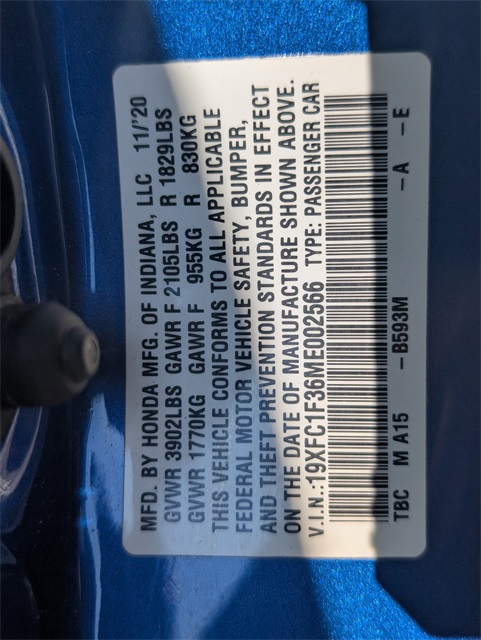 MFD. BY HONDA MFG. OF INDIANA, LLC 11/'20
GVWR 3902LBS GAWR F 2105LBS R 1829LBS
GVWR 1770KG GAWR F 955KG R 830KG
THIS VEHICLE CONFORMS TO ALL APPLICABLE
FEDERAL MOTOR VEHICLE SAFETY, BUMPER,
AND THEFT PREVENTION STANDARDS IN EFFECT
ON THE DATE OF MANUFACTURE SHOWN ABOVE.
V.I.N.:19XFC1F36ME002566 TYPE: PASSENGER CAR
TBC M A15 -B593M -A -E